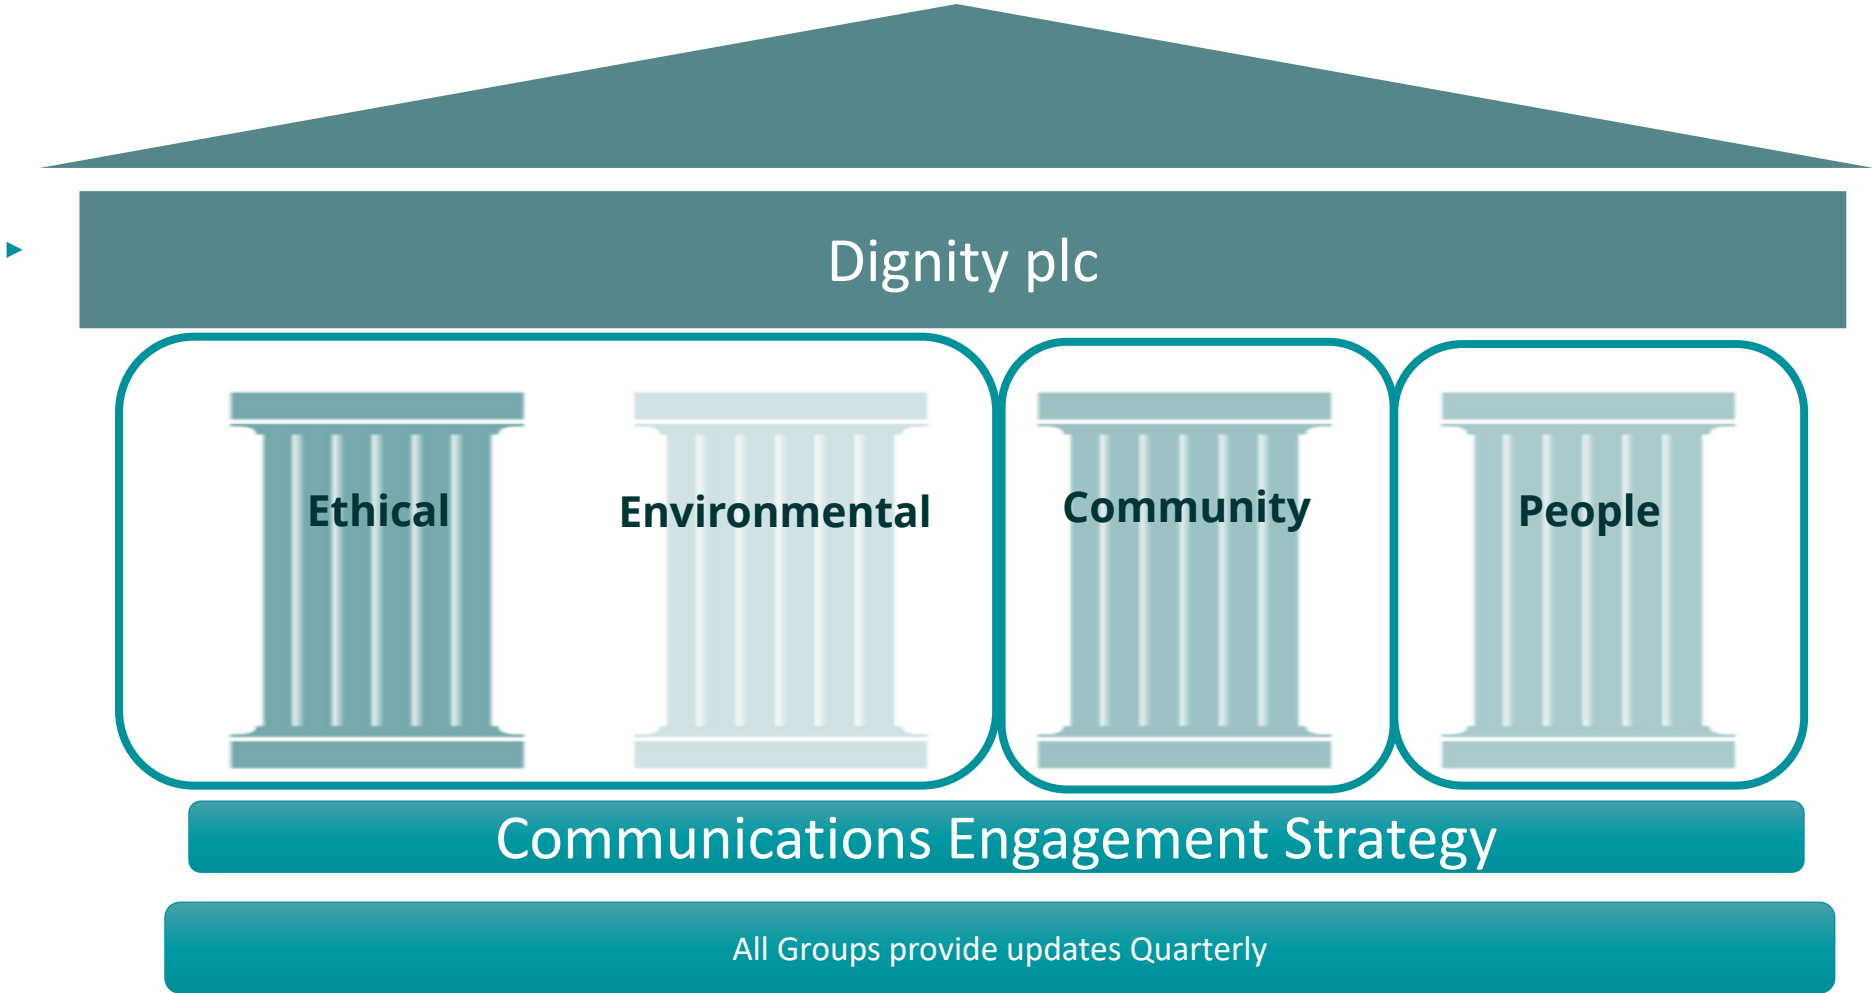 Dignity plc
Ethical
Environmental
Community
People
Communications Engagement Strategy
All Groups provide updates Quarterly